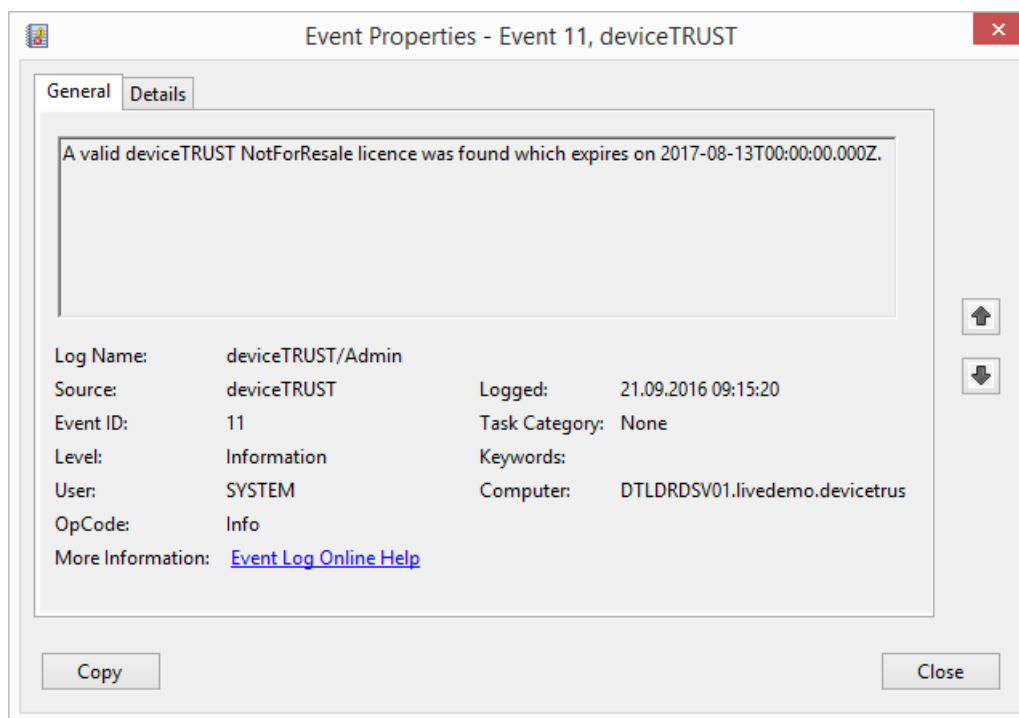 Event Properties - Event 11, deviceTRUST
General Details
A valid deviceTRUST NotForResale licence was found which expires on 2017-08-13T00:00:00.000Z.
Log Name: deviceTRUST/Admin
Source: deviceTRUST Logged: 21.09.2016 09:15:20
Event ID: 11 Task Category: None
Level: Information Keywords:
User: SYSTEM Computer: DTLDRDSV01.livedemo.devicetrus
OpCode: Info
More Information: Event Log Online Help
Copy Close